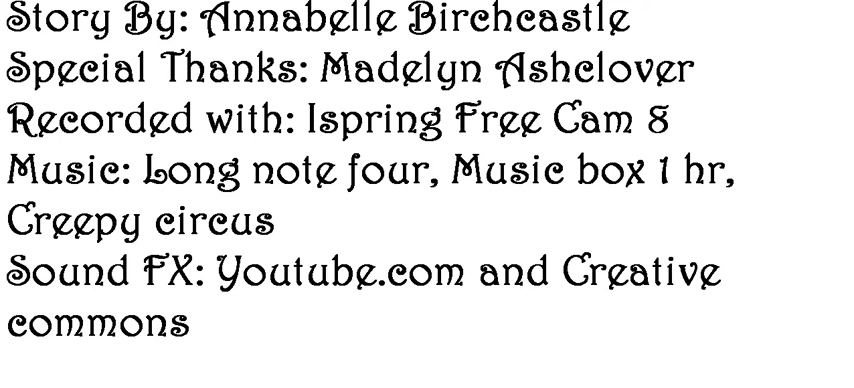 Story By: Annabelle Birchcastle
Special Thanks: Madelyn Ashclover
Recorded with: Ispring Free Cam 8
Music: Long note four, Music box 1 hr,
Creepy circus
Sound FX: Youtube.com and Creative
commons